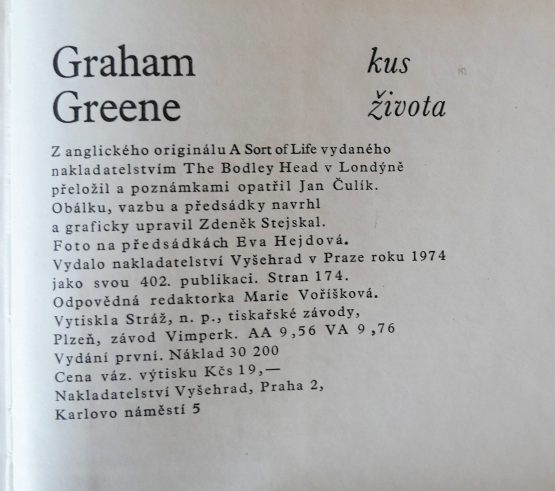 Graham
Greene
kus
života
Z anglického originálu A Sort of Life vydaného
nakladatelstvím The Bodley Head v Londýně
přeložil a poznámkami opatřil Jan Čulík.
Obálku, vazbu a předsádky navrhl
a graficky upravil Zdeněk Stejskal.
Foto na předsádkách Eva Hejdová.
Vydalo nakladatelství Vyšehrad v Praze roku 1974
jako svou 402. publikaci. Stran 174.
Odpovědná redaktorka Marie Voříšková.
Vytiskla Stráž, n. p., tiskařské závody,
Plzeň, závod Vimperk. AA 9,56 VA 9,76
Vydání první. Náklad 30 200
Cena váz. výtisku Kčs 19,—
Nakladatelství Vyšehrad, Praha 2,
Karlovo náměstí 5